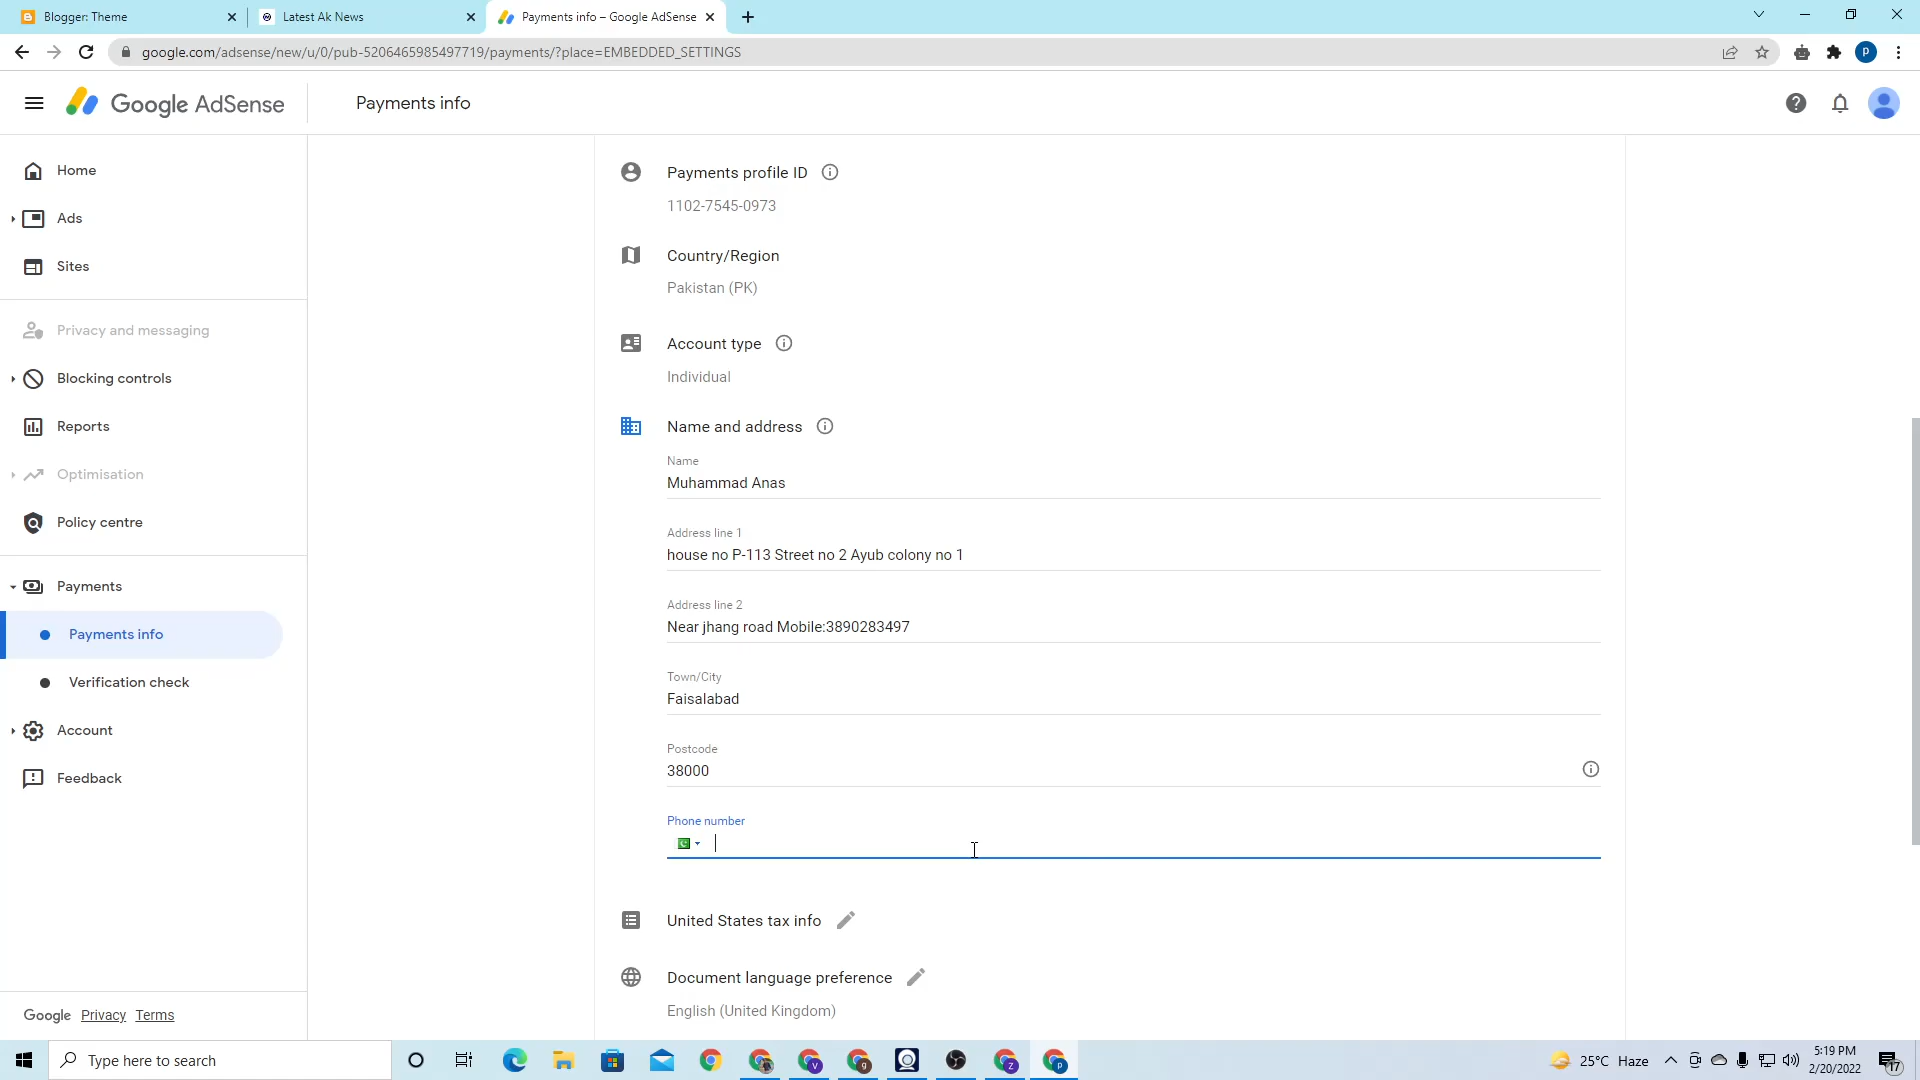 Blogger: Theme
Latest Ak News
Payments info – Google AdSense
google.com/adsense/new/u/0/pub-5206465985497719/payments/?place=EMBEDDED_SETTINGS
P
Google AdSense
Payments info
Home
Ads
Sites
Privacy and messaging
Blocking controls
Reports
Optimisation
Policy centre
Payments
Payments info
Verification check
Account
Feedback
Google Privacy Terms
Payments profile ID
1102-7545-0973
Country/Region
Pakistan (PK)
Account type
Individual
Name and address
Name
Muhammad Anas
Address line 1
house no P-113 Street no 2 Ayub colony no 1
Address line 2
Near jhang road Mobile:3890283497
Town/City
Faisalabad
Postcode
38000
Phone number
United States tax info
Document language preference
English (United Kingdom)
Type here to search
25°C Haze
5:19 PM
2/20/2022
17